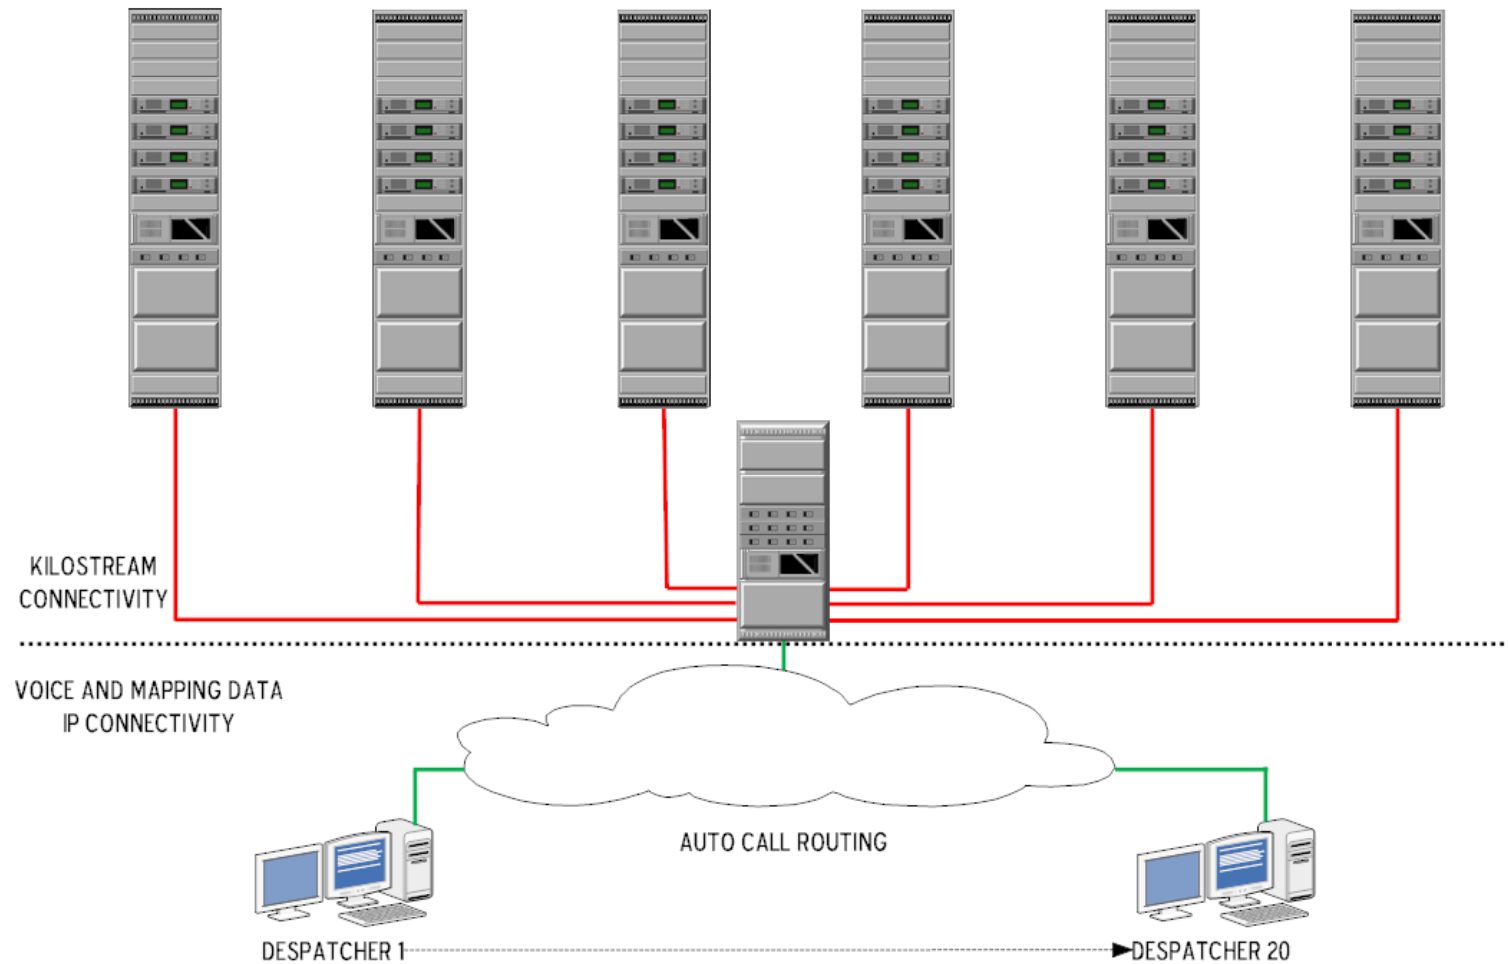 KILOSTREAM
CONNECTIVITY
VOICE AND MAPPING DATA
IP CONNECTIVITY
AUTO CALL ROUTING
DESPATCHER 1
DESPATCHER 20